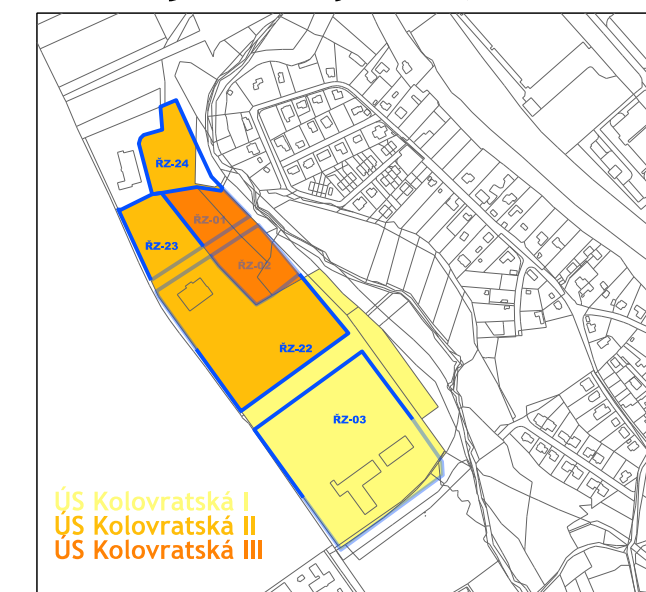 ŘZ-24
ŘZ-01
ŘZ-23
ŘZ-02
ŘZ-22
ŘZ-03
ÚS Kolovratská I
ÚS Kolovratská II
ÚS Kolovratská III